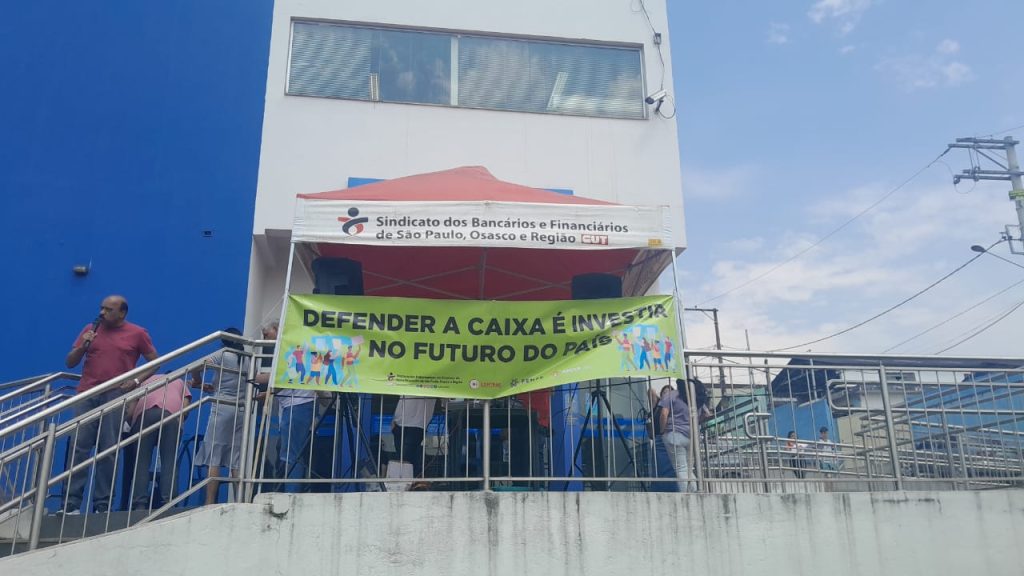 Sindicato dos Bancários e Financiários
de São Paulo, Osasco e Região CUT
DEFENDER A CAIXA É INVESTIR
NO FUTURO DO PAÍS